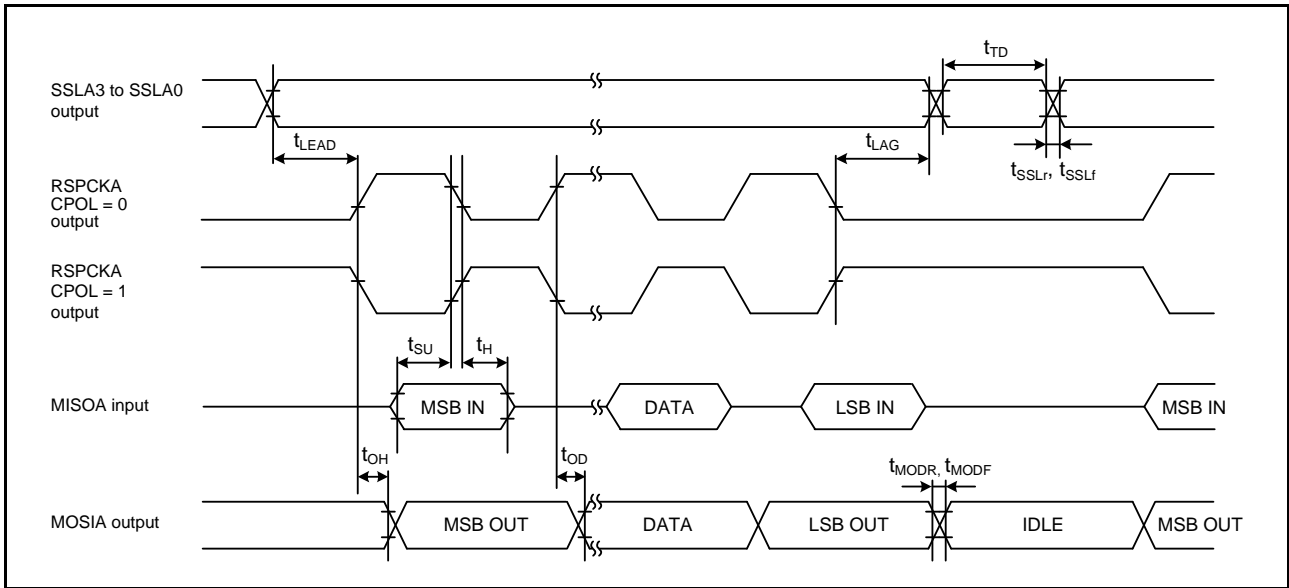 tTD
SSLA3 to SSLA0
output
tLEAD
tLAG
tSSLr, tSSLf
RSPCKA
CPOL = 0
output
RSPCKA
CPOL = 1
output
tSU
tH
MISOA input
MSB IN
DATA
LSB IN
MSB IN
tOH
tOD
tMODR, tMODF
MOSIA output
MSB OUT
DATA
LSB OUT
IDLE
MSB OUT